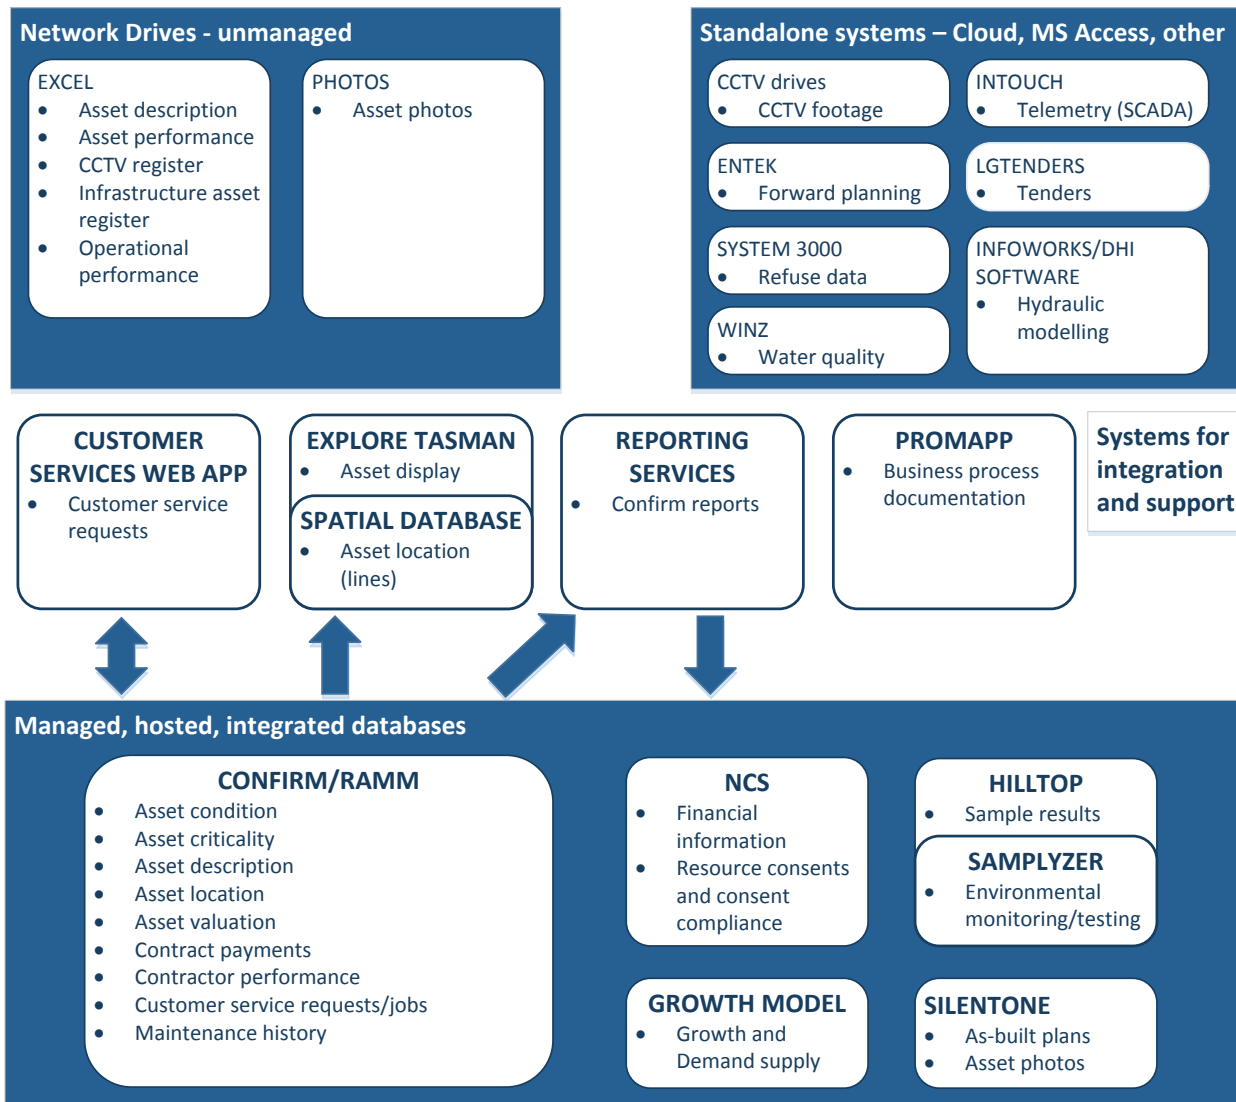 Network Drives - unmanaged
EXCEL
• Asset description
• Asset performance
• CCTV register
• Infrastructure asset
register
• Operational
performance
PHOTOS
• Asset photos
Standalone systems – Cloud, MS Access, other
CCTV drives
• CCTV footage
INTOUCH
• Telemetry (SCADA)
ENTEK
• Forward planning
LGTENDERS
• Tenders
SYSTEM 3000
• Refuse data
INFOWORKS/DHI
SOFTWARE
• Hydraulic
modelling
WINZ
• Water quality
CUSTOMER
SERVICES WEB APP
• Customer service
requests
EXPLORE TASMAN
• Asset display
SPATIAL DATABASE
• Asset location
(lines)
REPORTING
SERVICES
• Confirm reports
PROMAPP
• Business process
documentation
Systems for
integration
and support
Managed, hosted, integrated databases
CONFIRM/RAMM
• Asset condition
• Asset criticality
• Asset description
• Asset location
• Asset valuation
• Contract payments
• Contractor performance
• Customer service requests/jobs
• Maintenance history
NCS
• Financial
information
• Resource consents
and consent
compliance
HILLTOP
• Sample results
SAMPLYZER
• Environmental
monitoring/testing
GROWTH MODEL
• Growth and
Demand supply
SILENTONE
• As-built plans
• Asset photos